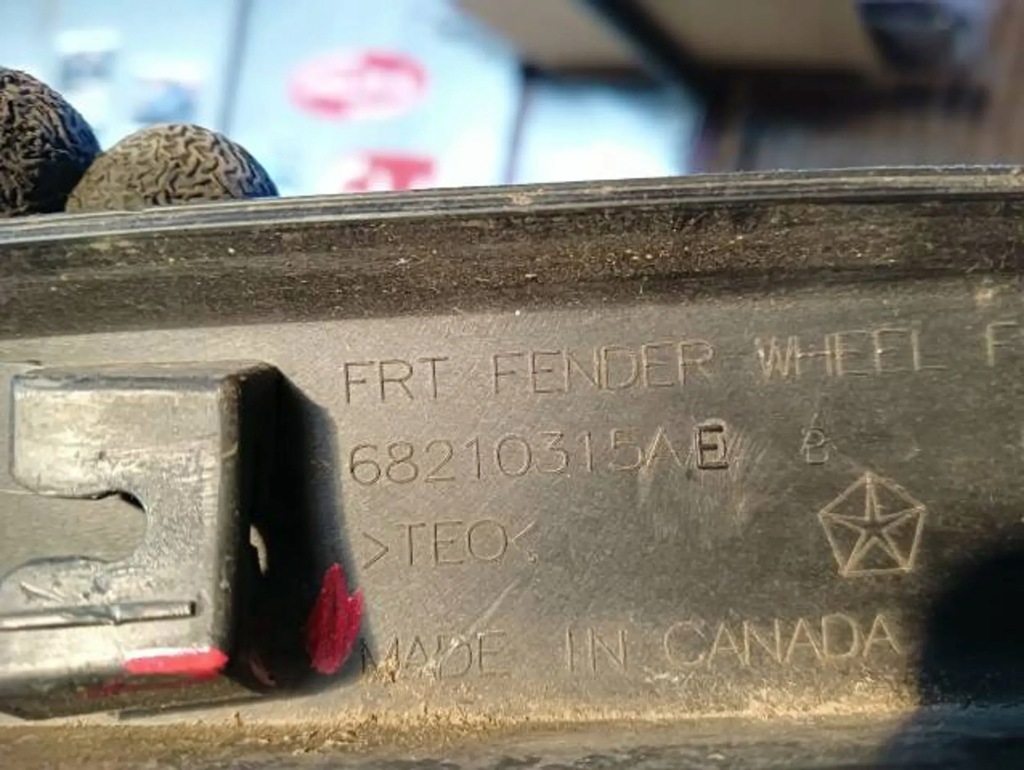 FRT FENDER WHEEL F
68210315AE
>TEO<
MADE IN CANADA